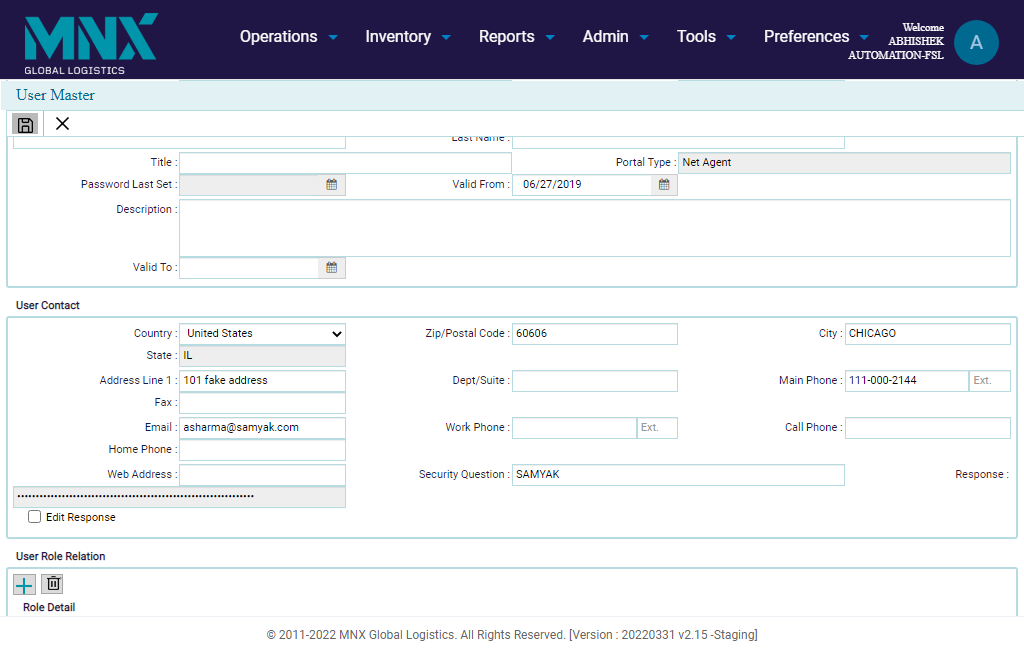 MNX
GLOBAL LOGISTICS
Operations Inventory Reports Admin Tools Preferences
Welcome
ABHISHEK
AUTOMATION-FSL
A
User Master
Last Name :
Title : Portal Type : Net Agent
Password Last Set : Valid From : 06/27/2019
Description :
Valid To :
User Contact
Country : United States Zip/Postal Code : 60606 City : CHICAGO
State : IL
Address Line 1 : 101 fake address Dept/Suite : Main Phone : 111-000-2144 Ext.
Fax :
Email : asharma@samyak.com Work Phone : Ext. Call Phone :
Home Phone :
Web Address : Security Question : SAMYAK Response :
Edit Response
User Role Relation
Role Detail
© 2011-2022 MNX Global Logistics. All Rights Reserved. [Version : 20220331 v2.15 -Staging]